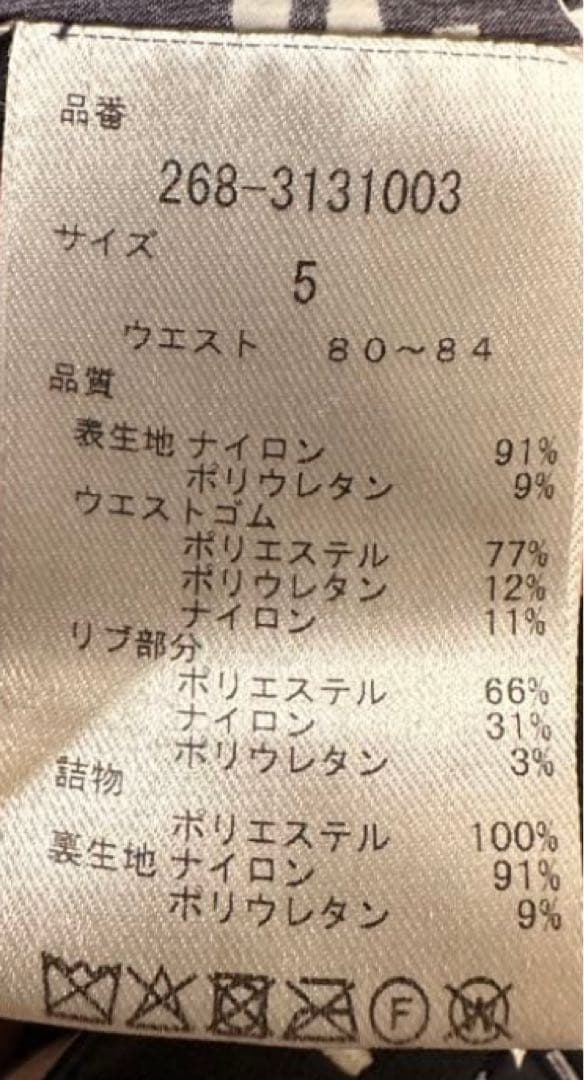 品番
268-3131003
サイズ
5
ウエスト 80～84
品質
表生地 ナイロン 91%
ポリウレタン 9%
ウエストゴム
ポリエステル 77%
ポリウレタン 12%
ナイロン 11%
リブ部分
ポリエステル 66%
ナイロン 31%
ポリウレタン 3%
詰物
ポリエステル 100%
裏生地 ナイロン 91%
ポリウレタン 9%
F W